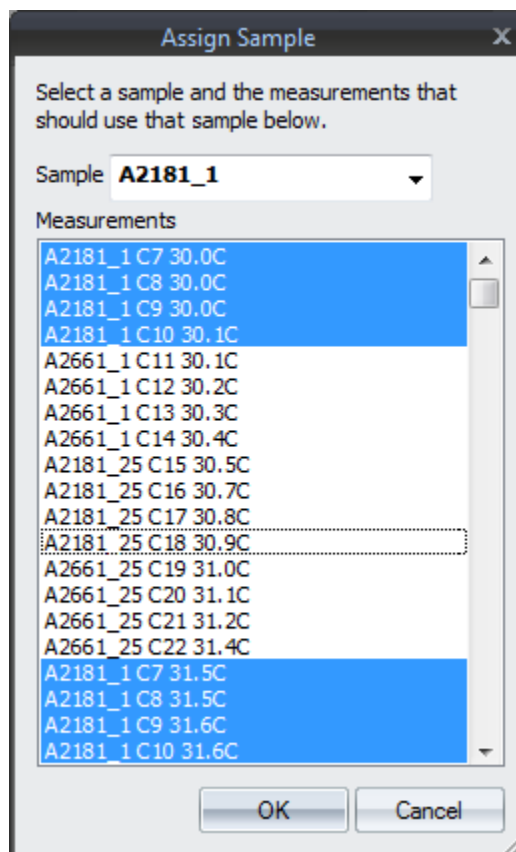 Assign Sample
X
Select a sample and the measurements that
should use that sample below.
Sample A2181_1
Measurements
A2181_1 C7 30.0C
A2181_1 C8 30.0C
A2181_1 C9 30.0C
A2181_1 C10 30.1C
A2661_1 C11 30.1C
A2661_1 C12 30.2C
A2661_1 C13 30.3C
A2661_1 C14 30.4C
A2181_25 C15 30.5C
A2181_25 C16 30.7C
A2181_25 C17 30.8C
A2181_25 C18 30.9C
A2661_25 C19 31.0C
A2661_25 C20 31.1C
A2661_25 C21 31.2C
A2661_25 C22 31.4C
A2181_1 C7 31.5C
A2181_1 C8 31.5C
A2181_1 C9 31.6C
A2181_1 C10 31.6C
OK Cancel